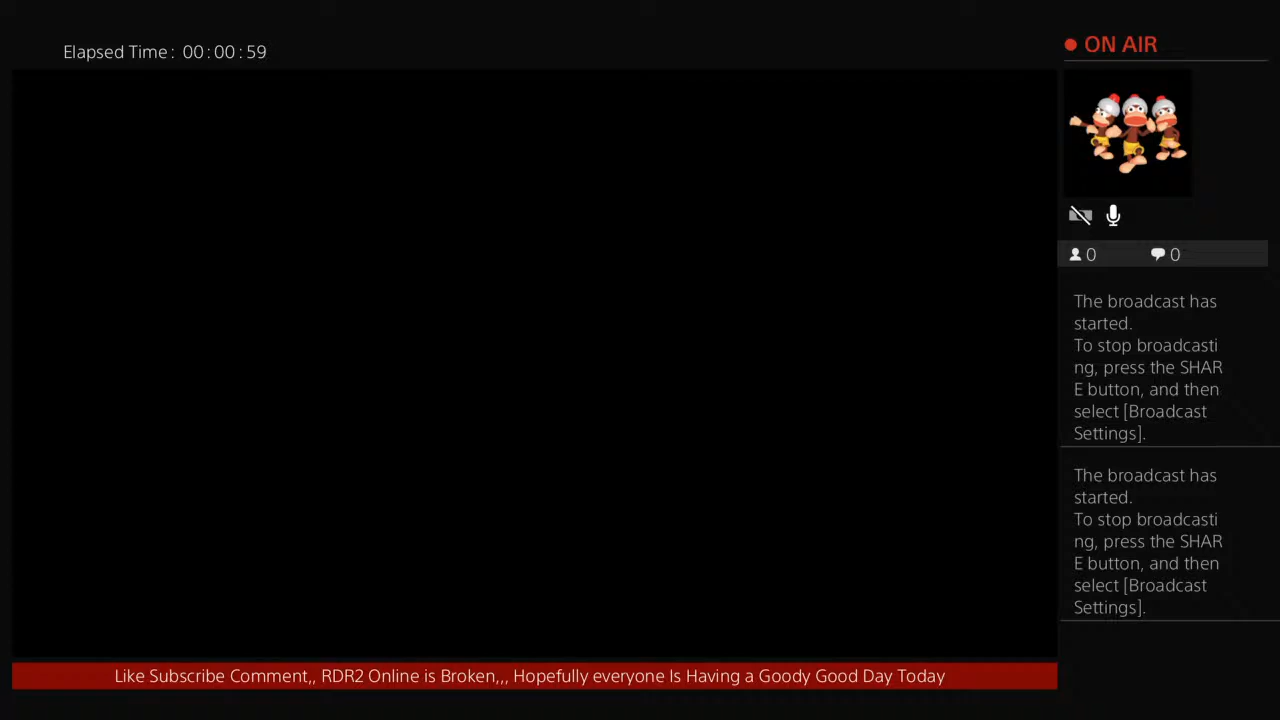 Elapsed Time: 00:00:59
ON AIR
0 0
The broadcast has
started.
To stop broadcasti
ng, press the SHAR
E button, and then
select [Broadcast
Settings].
The broadcast has
started.
To stop broadcasti
ng, press the SHAR
E button, and then
select [Broadcast
Settings].
Like Subscribe Comment,, RDR2 Online is Broken,,, Hopefully everyone Is Having a Goody Good Day Today